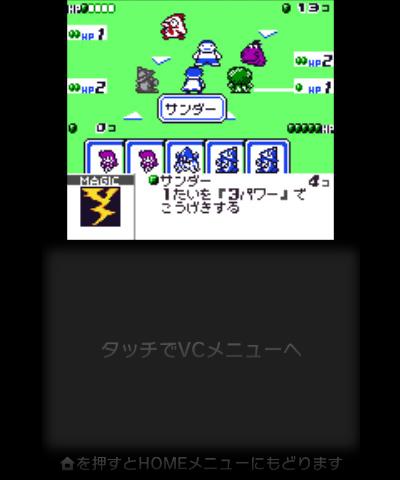 HP
13コ
HP1
HP2
HP2
HP1
サンダー
0コ
HP
MAGIC
サンダー 4コ
1たいを『3パワー』で
こうげきする
タッチでVCメニューへ
を押すとHOMEメニューにもどります